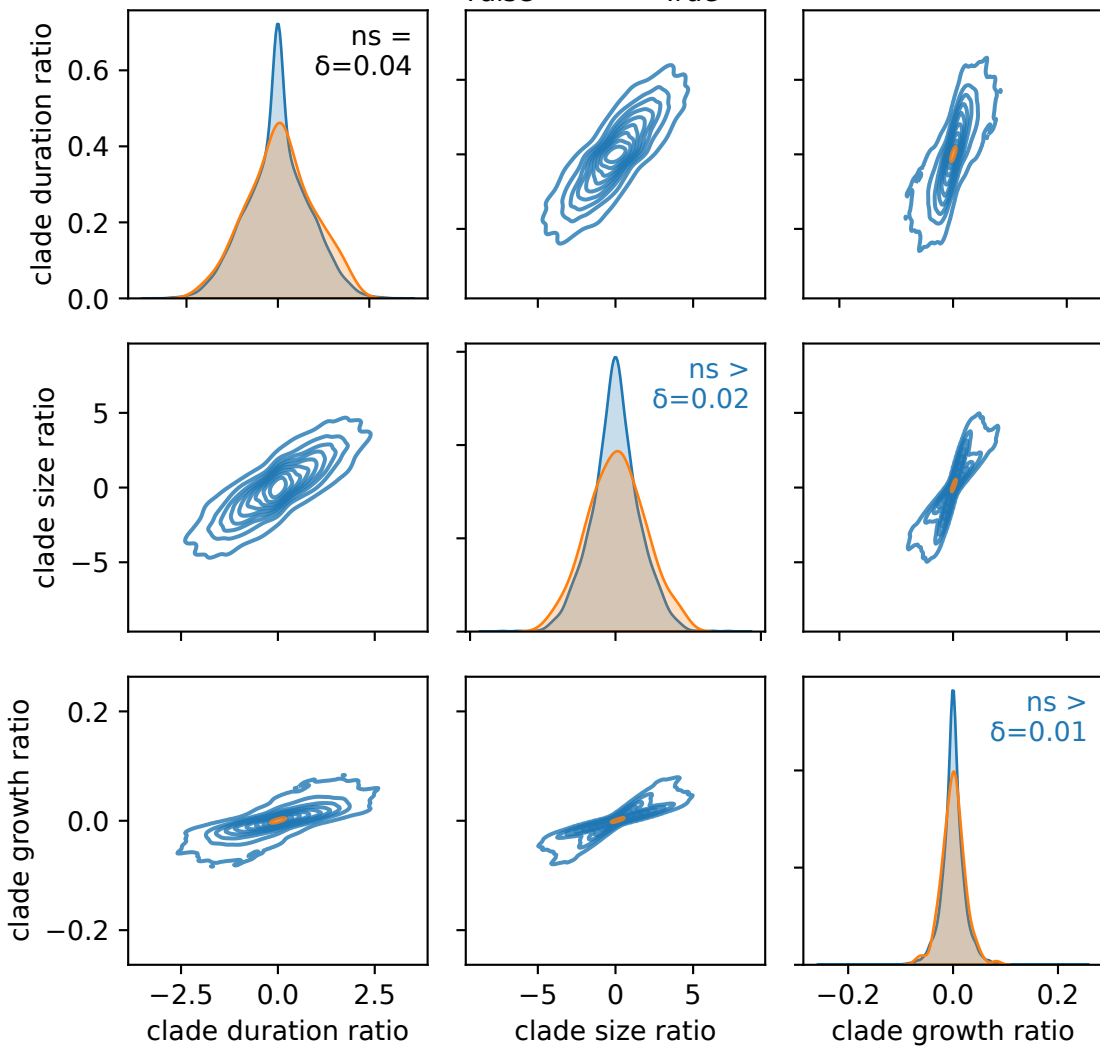 clade duration ratio
0.6
0.4
0.2
0.0
ns =
δ=0.04
clade size ratio
5
0
−5
ns >
δ=0.02
clade growth ratio
0.2
0.0
−0.2
ns >
δ=0.01
−2.5 0.0 2.5
−5 0 5
−0.2 0.0 0.2
clade duration ratio
clade size ratio
clade growth ratio